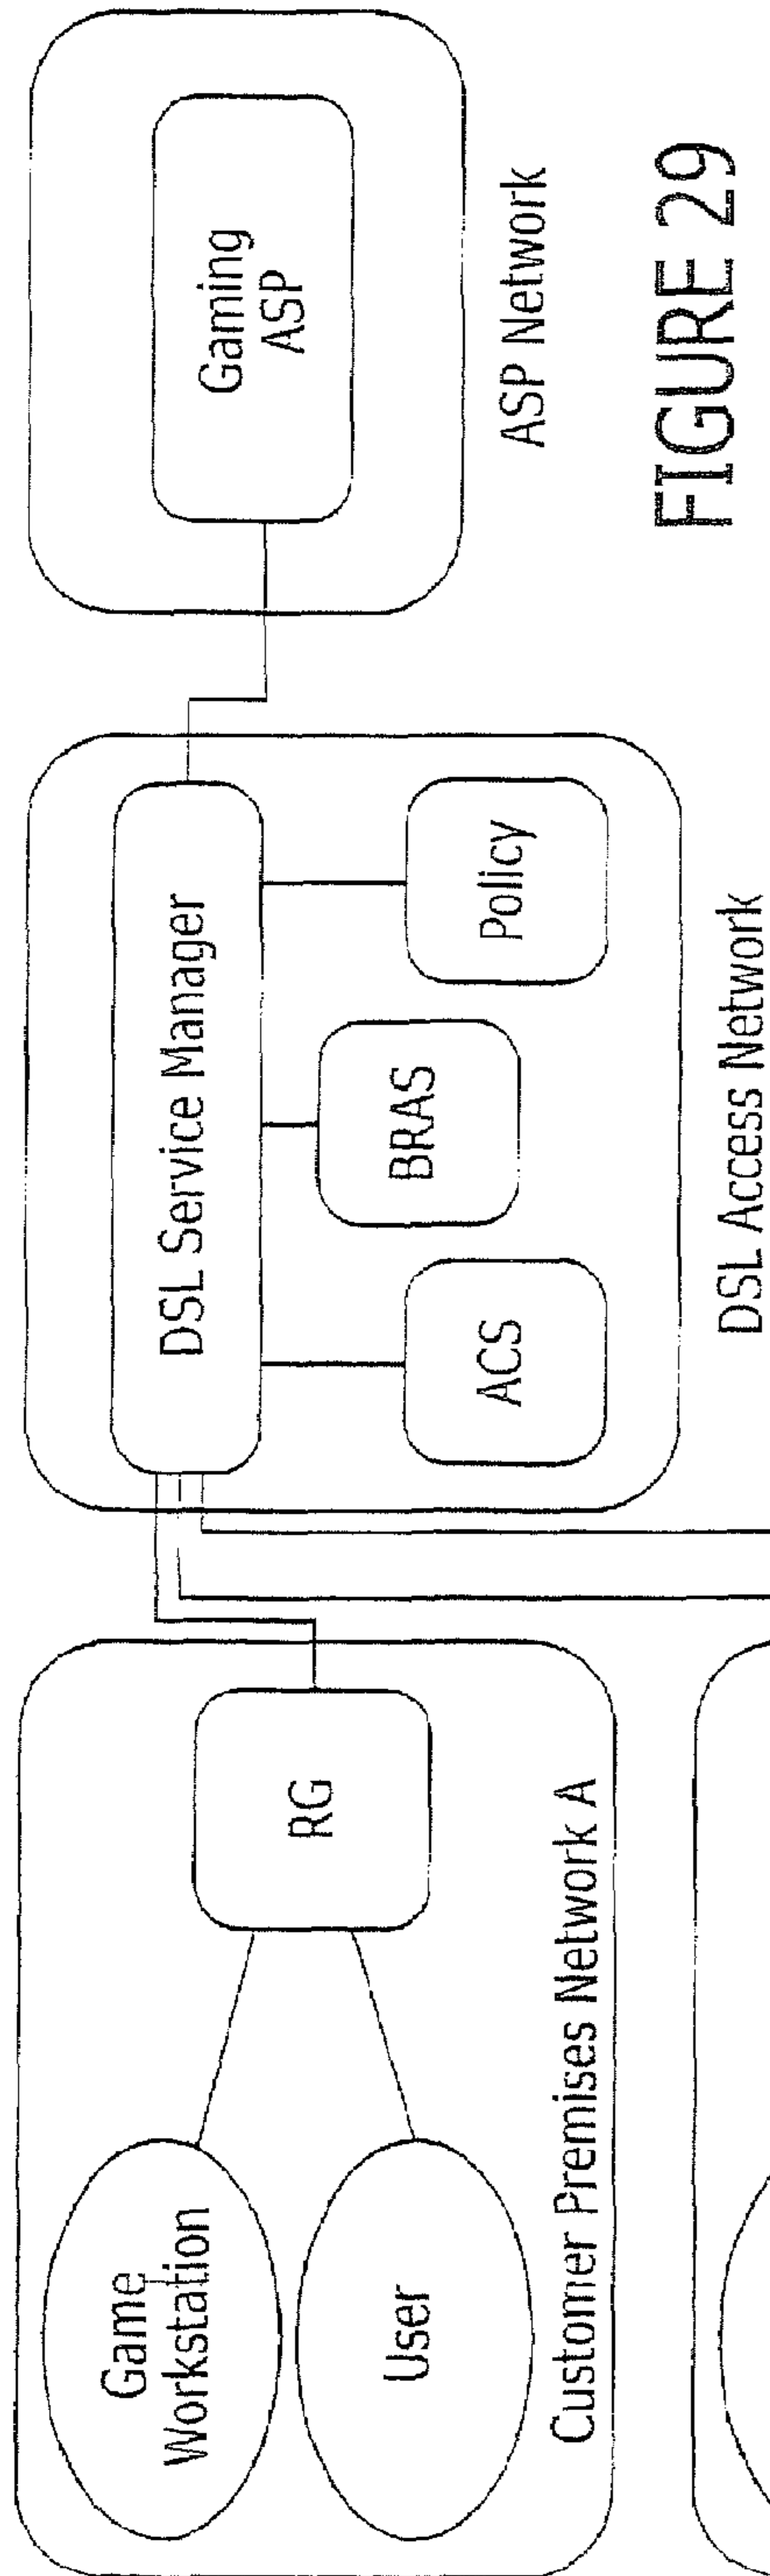 Game
Workstation
User
RG
Customer Premises Network A
DSL Service Manager
ACS
BRAS
Policy
DSL Access Network
Gaming
ASP
ASP Network
FIGURE 29